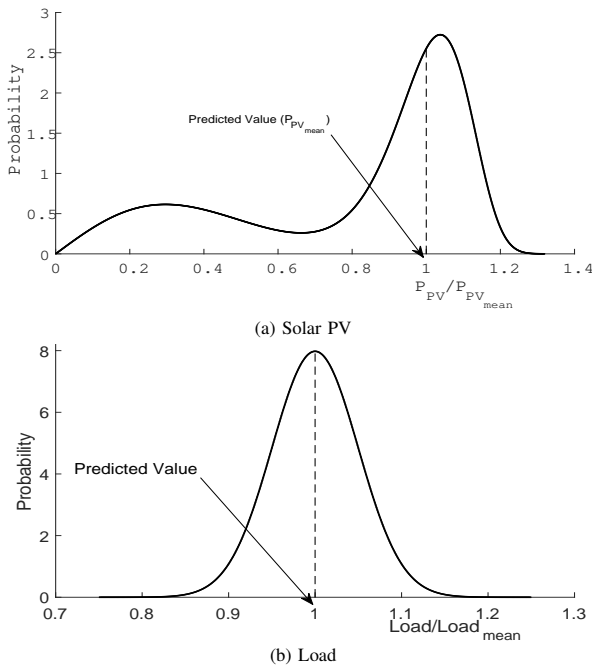 3
2.5
2
1.5
1
0.5
0
Probability
Predicted Value (P_PV_mean)
0 0.2 0.4 0.6 0.8 1 1.2 1.4
P_PV/P_PV_mean
(a) Solar PV
8
6
4
2
0
Probability
Predicted Value
0.7 0.8 0.9 1 1.1 1.2 1.3
Load/Load_mean
(b) Load